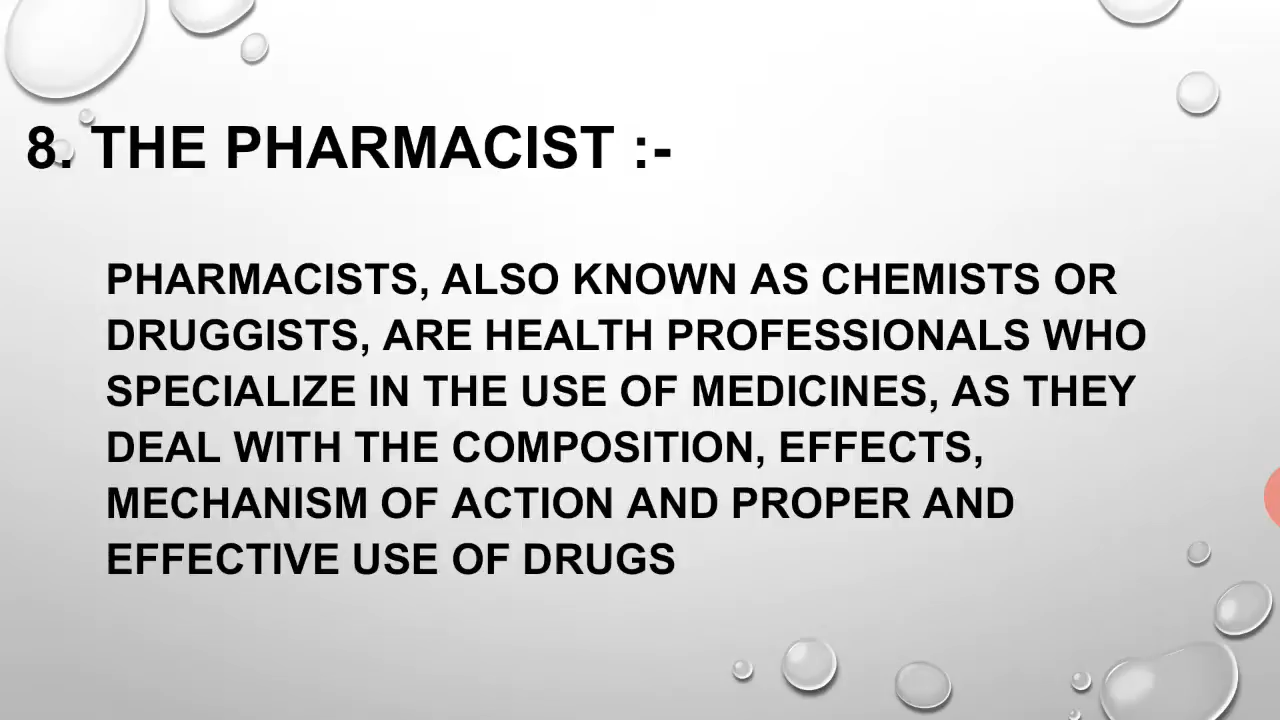 8. THE PHARMACIST :-
PHARMACISTS, ALSO KNOWN AS CHEMISTS OR
DRUGGISTS, ARE HEALTH PROFESSIONALS WHO
SPECIALIZE IN THE USE OF MEDICINES, AS THEY
DEAL WITH THE COMPOSITION, EFFECTS,
MECHANISM OF ACTION AND PROPER AND
EFFECTIVE USE OF DRUGS